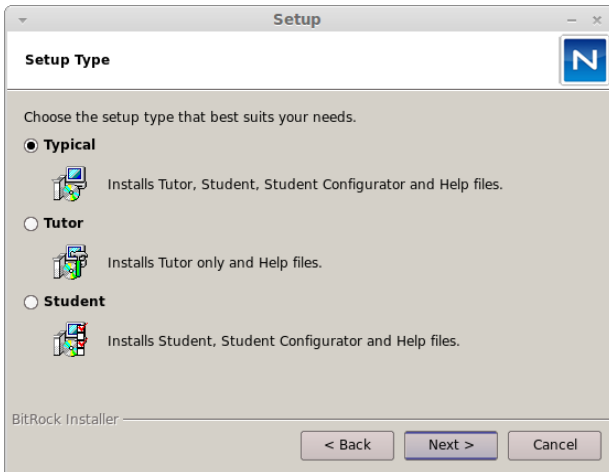 Setup
Setup Type
N
Choose the setup type that best suits your needs.
Typical
Installs Tutor, Student, Student Configurator and Help files.
Tutor
Installs Tutor only and Help files.
Student
Installs Student, Student Configurator and Help files.
BitRock Installer
< Back Next > Cancel